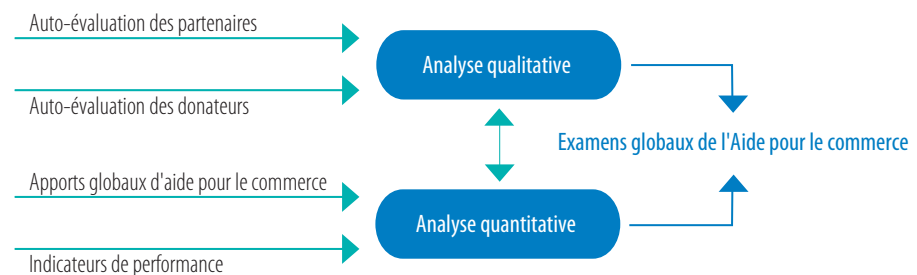 Auto-évaluation des partenaires
Analyse qualitative
Auto-évaluation des donateurs
Examens globaux de l'Aide pour le commerce
Apports globaux d'aide pour le commerce
Analyse quantitative
Indicateurs de performance